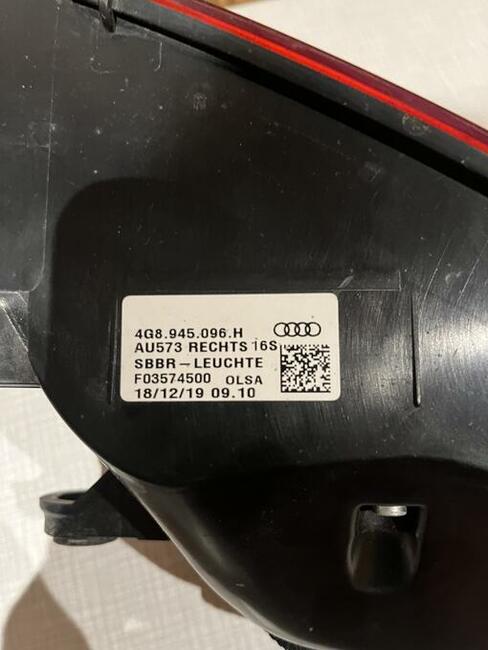 4G8.945.096.H
AU573 RECHTS 16S
SBBR-LEUCHTE
F03574500 OLSA
18/12/19 09.10